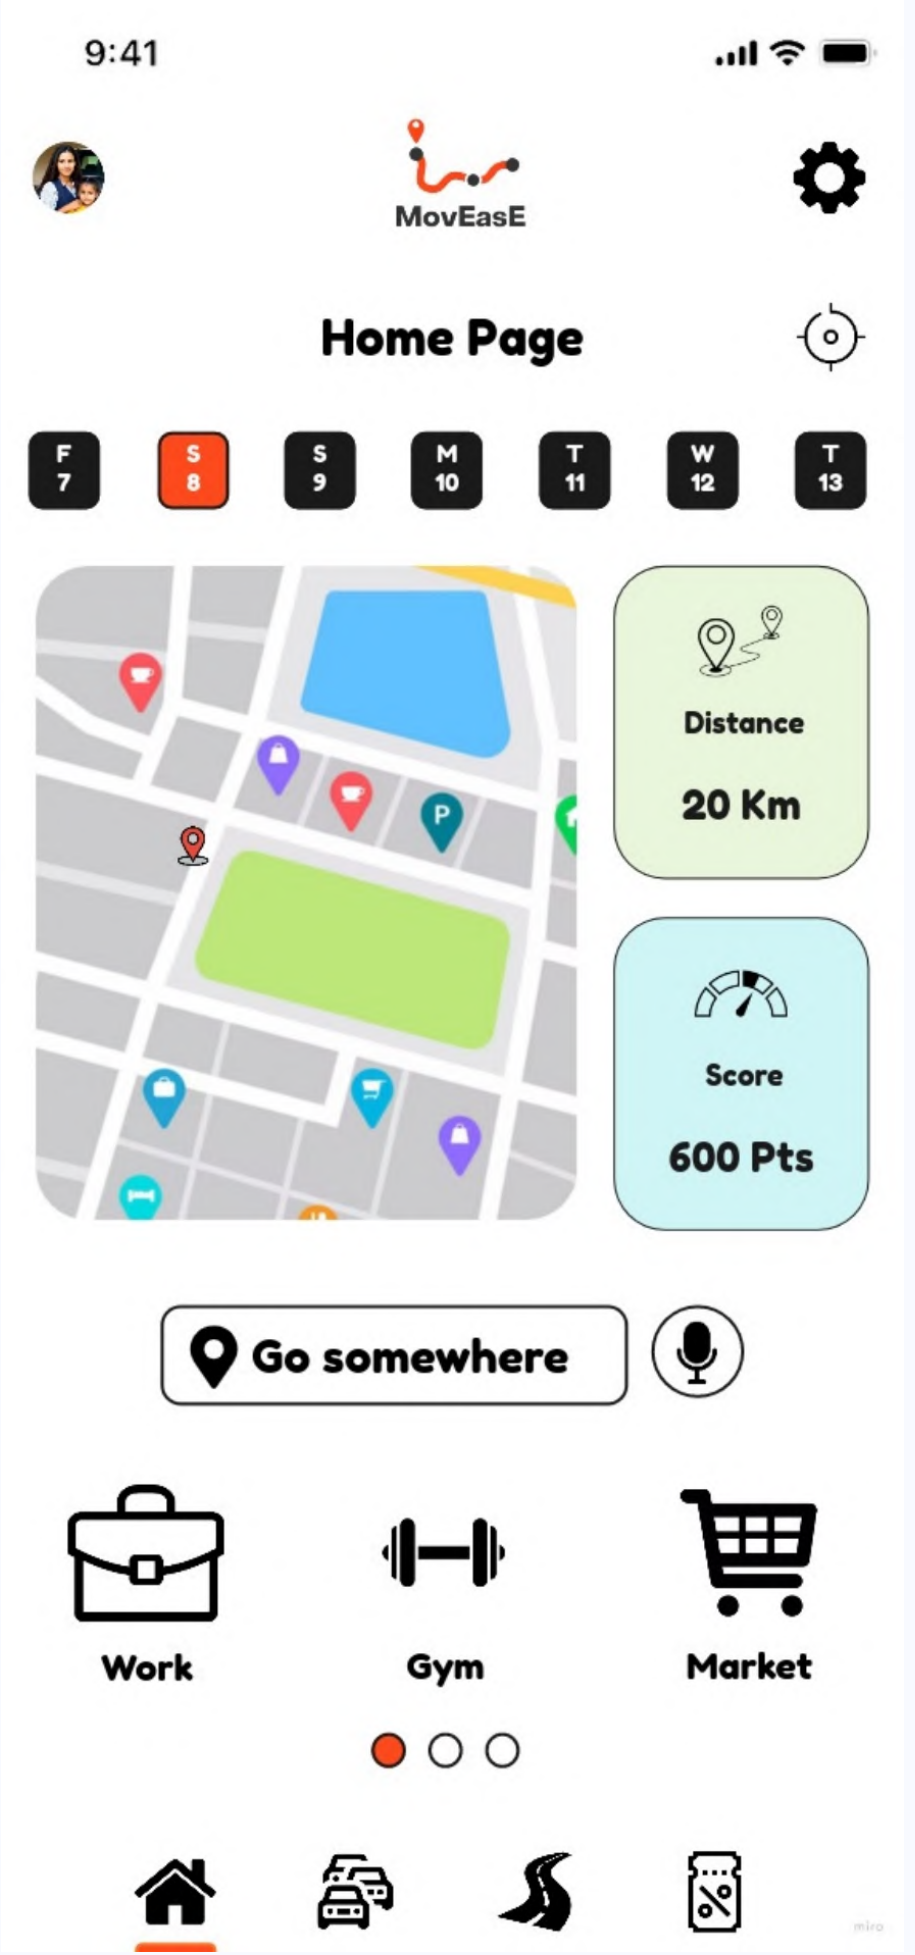 9:41
MovEasE
Home Page
F S S M T W T
7 8 9 10 11 12 13
P
Distance
20 Km
Score
600 Pts
Go somewhere
Work Gym Market
miro